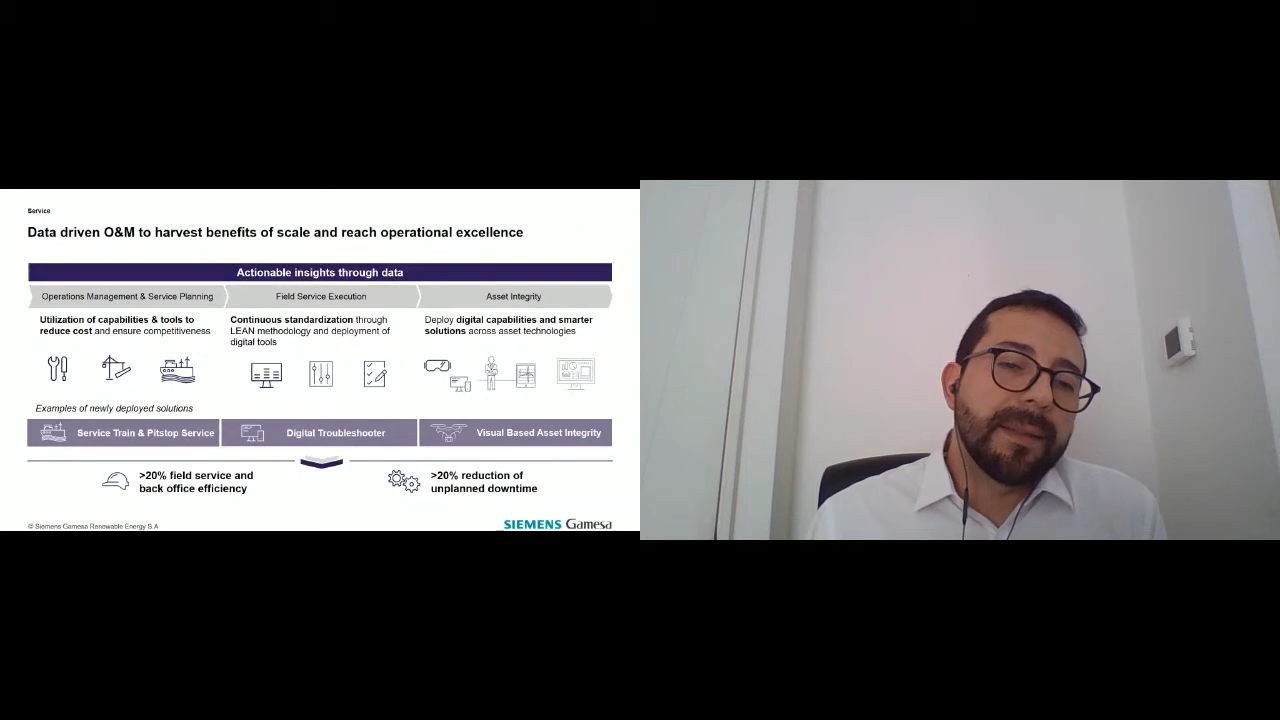 Service
Data driven O&M to harvest benefits of scale and reach operational excellence
Actionable insights through data
Operations Management & Service Planning
Field Service Execution
Asset Integrity
Utilization of capabilities & tools to
reduce cost and ensure competitiveness
Continuous standardization through
LEAN methodology and deployment of
digital tools
Deploy digital capabilities and smarter
solutions across asset technologies
Examples of newly deployed solutions
Service Train & Pitstop Service
Digital Troubleshooter
Visual Based Asset Integrity
>20% field service and
back office efficiency
>20% reduction of
unplanned downtime
© Siemens Gamesa Renewable Energy S.A
SIEMENS Gamesa